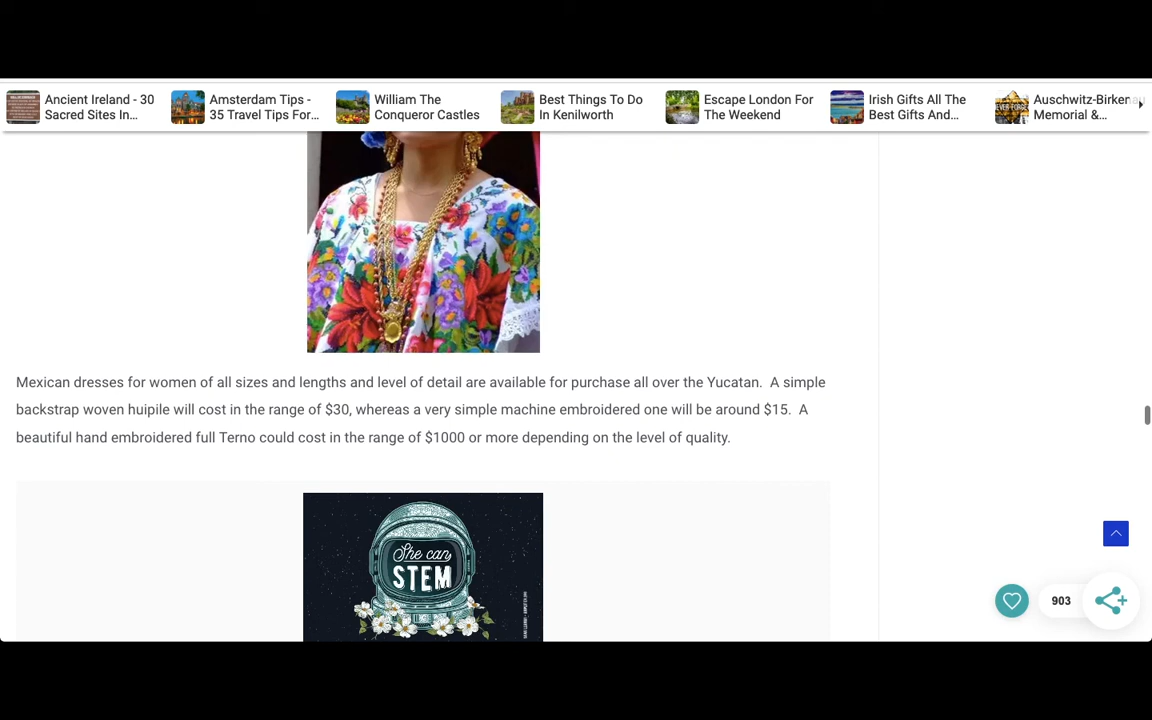 Ancient Ireland - 30
Sacred Sites In...
Amsterdam Tips -
35 Travel Tips For...
William The
Conqueror Castles
Best Things To Do
In Kenilworth
Escape London For
The Weekend
Irish Gifts All The
Best Gifts And...
Auschwitz-Birkenau
Memorial &...
Mexican dresses for women of all sizes and lengths and level of detail are available for purchase all over the Yucatan. A simple
backstrap woven huipile will cost in the range of $30, whereas a very simple machine embroidered one will be around $15. A
beautiful hand embroidered full Terno could cost in the range of $1000 or more depending on the level of quality.
She can
STEM
903